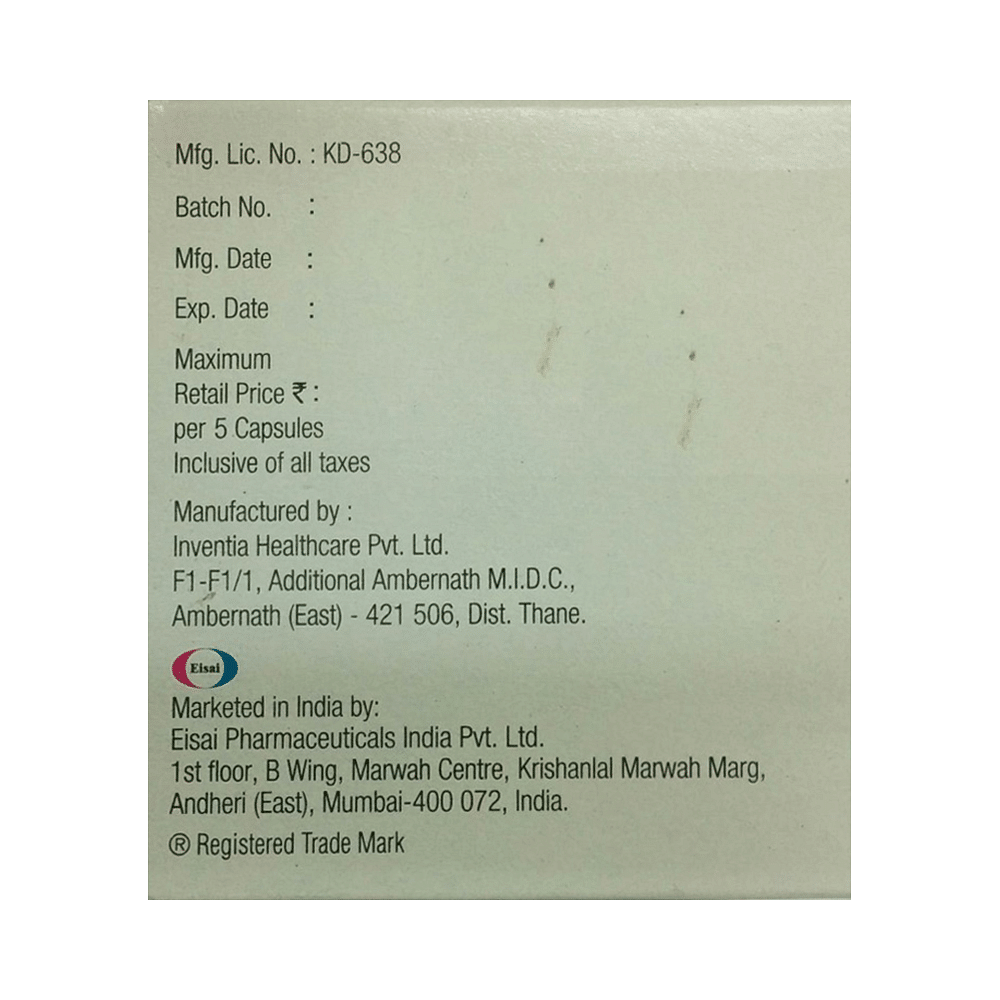 Mfg. Lic. No. : KD-638
Batch No. :
Mfg. Date :
Exp. Date :
Maximum
Retail Price ₹ :
per 5 Capsules
Inclusive of all taxes
Manufactured by :
Inventia Healthcare Pvt. Ltd.
F1-F1/1, Additional Ambernath M.I.D.C.,
Ambernath (East) - 421 506, Dist. Thane.
Eisai
Marketed in India by:
Eisai Pharmaceuticals India Pvt. Ltd.
1st floor, B Wing, Marwah Centre, Krishanlal Marwah Marg,
Andheri (East), Mumbai-400 072, India.
® Registered Trade Mark